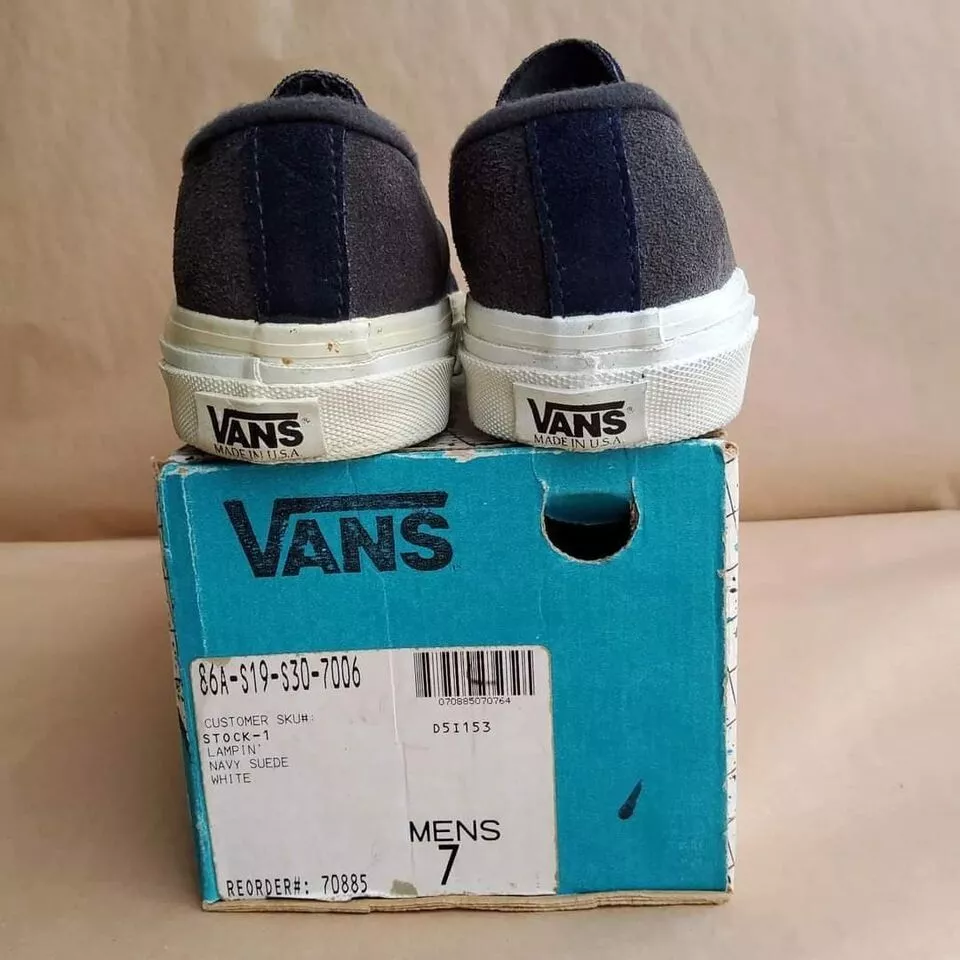 VANS
MADE IN U.S.A
VANS
MADE IN U.S.A
VANS
86A-S19-S30-7006
070885070764
CUSTOMER SKU#:
STOCK-1
D5I153
LAMPIN'
NAVY SUEDE
WHITE
MENS
7
REORDER#: 70885